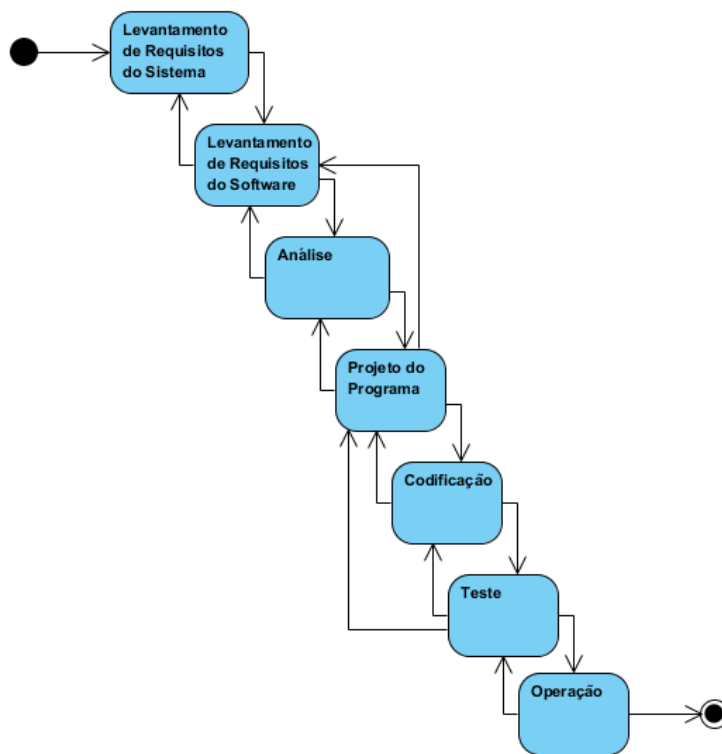 Levantamento
de Requisitos
do Sistema
Levantamento
de Requisitos
do Software
Análise
Projeto do
Programa
Codificação
Teste
Operação